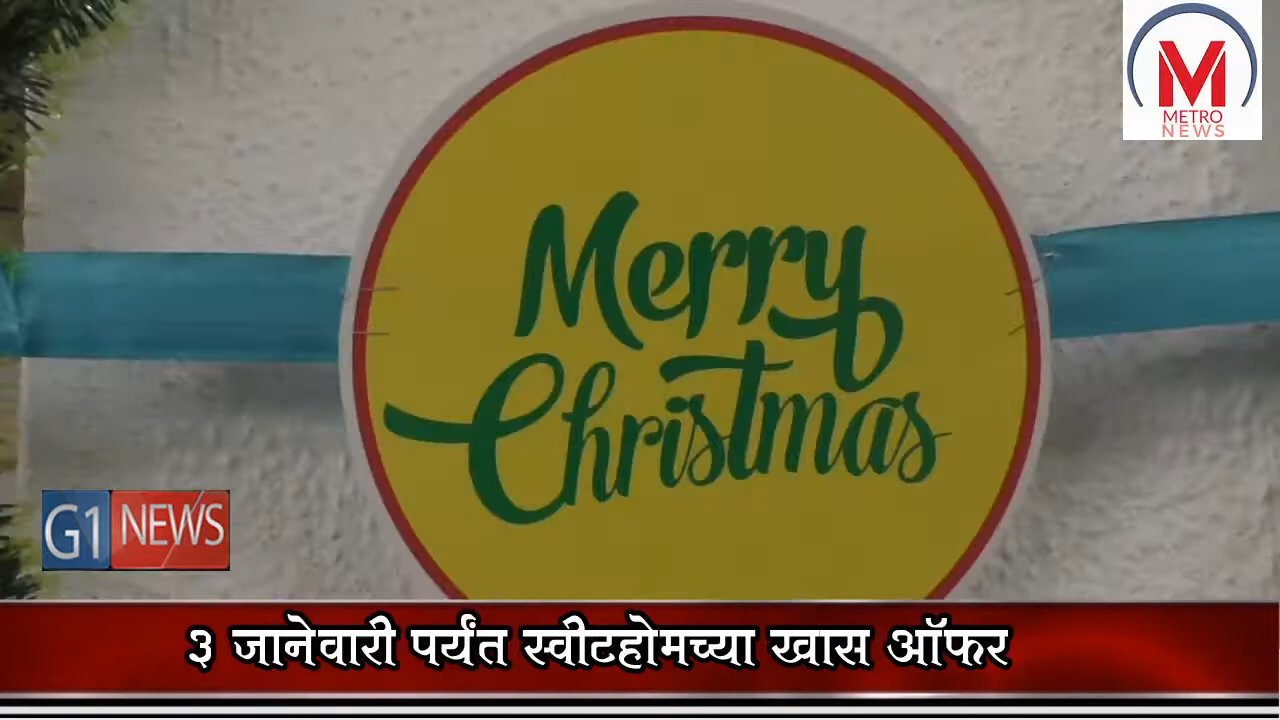 M
METRO
NEWS
Merry
Christmas
G1 NEWS
३ जानेवारी पर्यंत स्वीटहोमच्या खास ऑफर